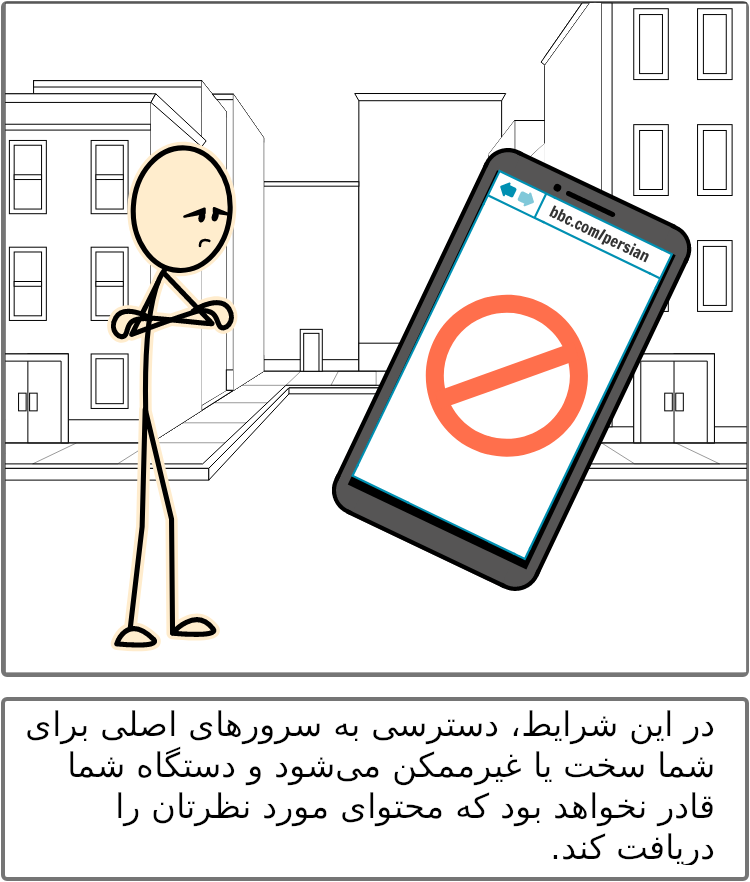 bbc.com/persian
در این شرایط، دسترسی به سرورهای اصلی برای
شما سخت یا غیرممکن می‌شود و دستگاه شما
قادر نخواهد بود که محتوای مورد نظرتان را
دریافت کند.